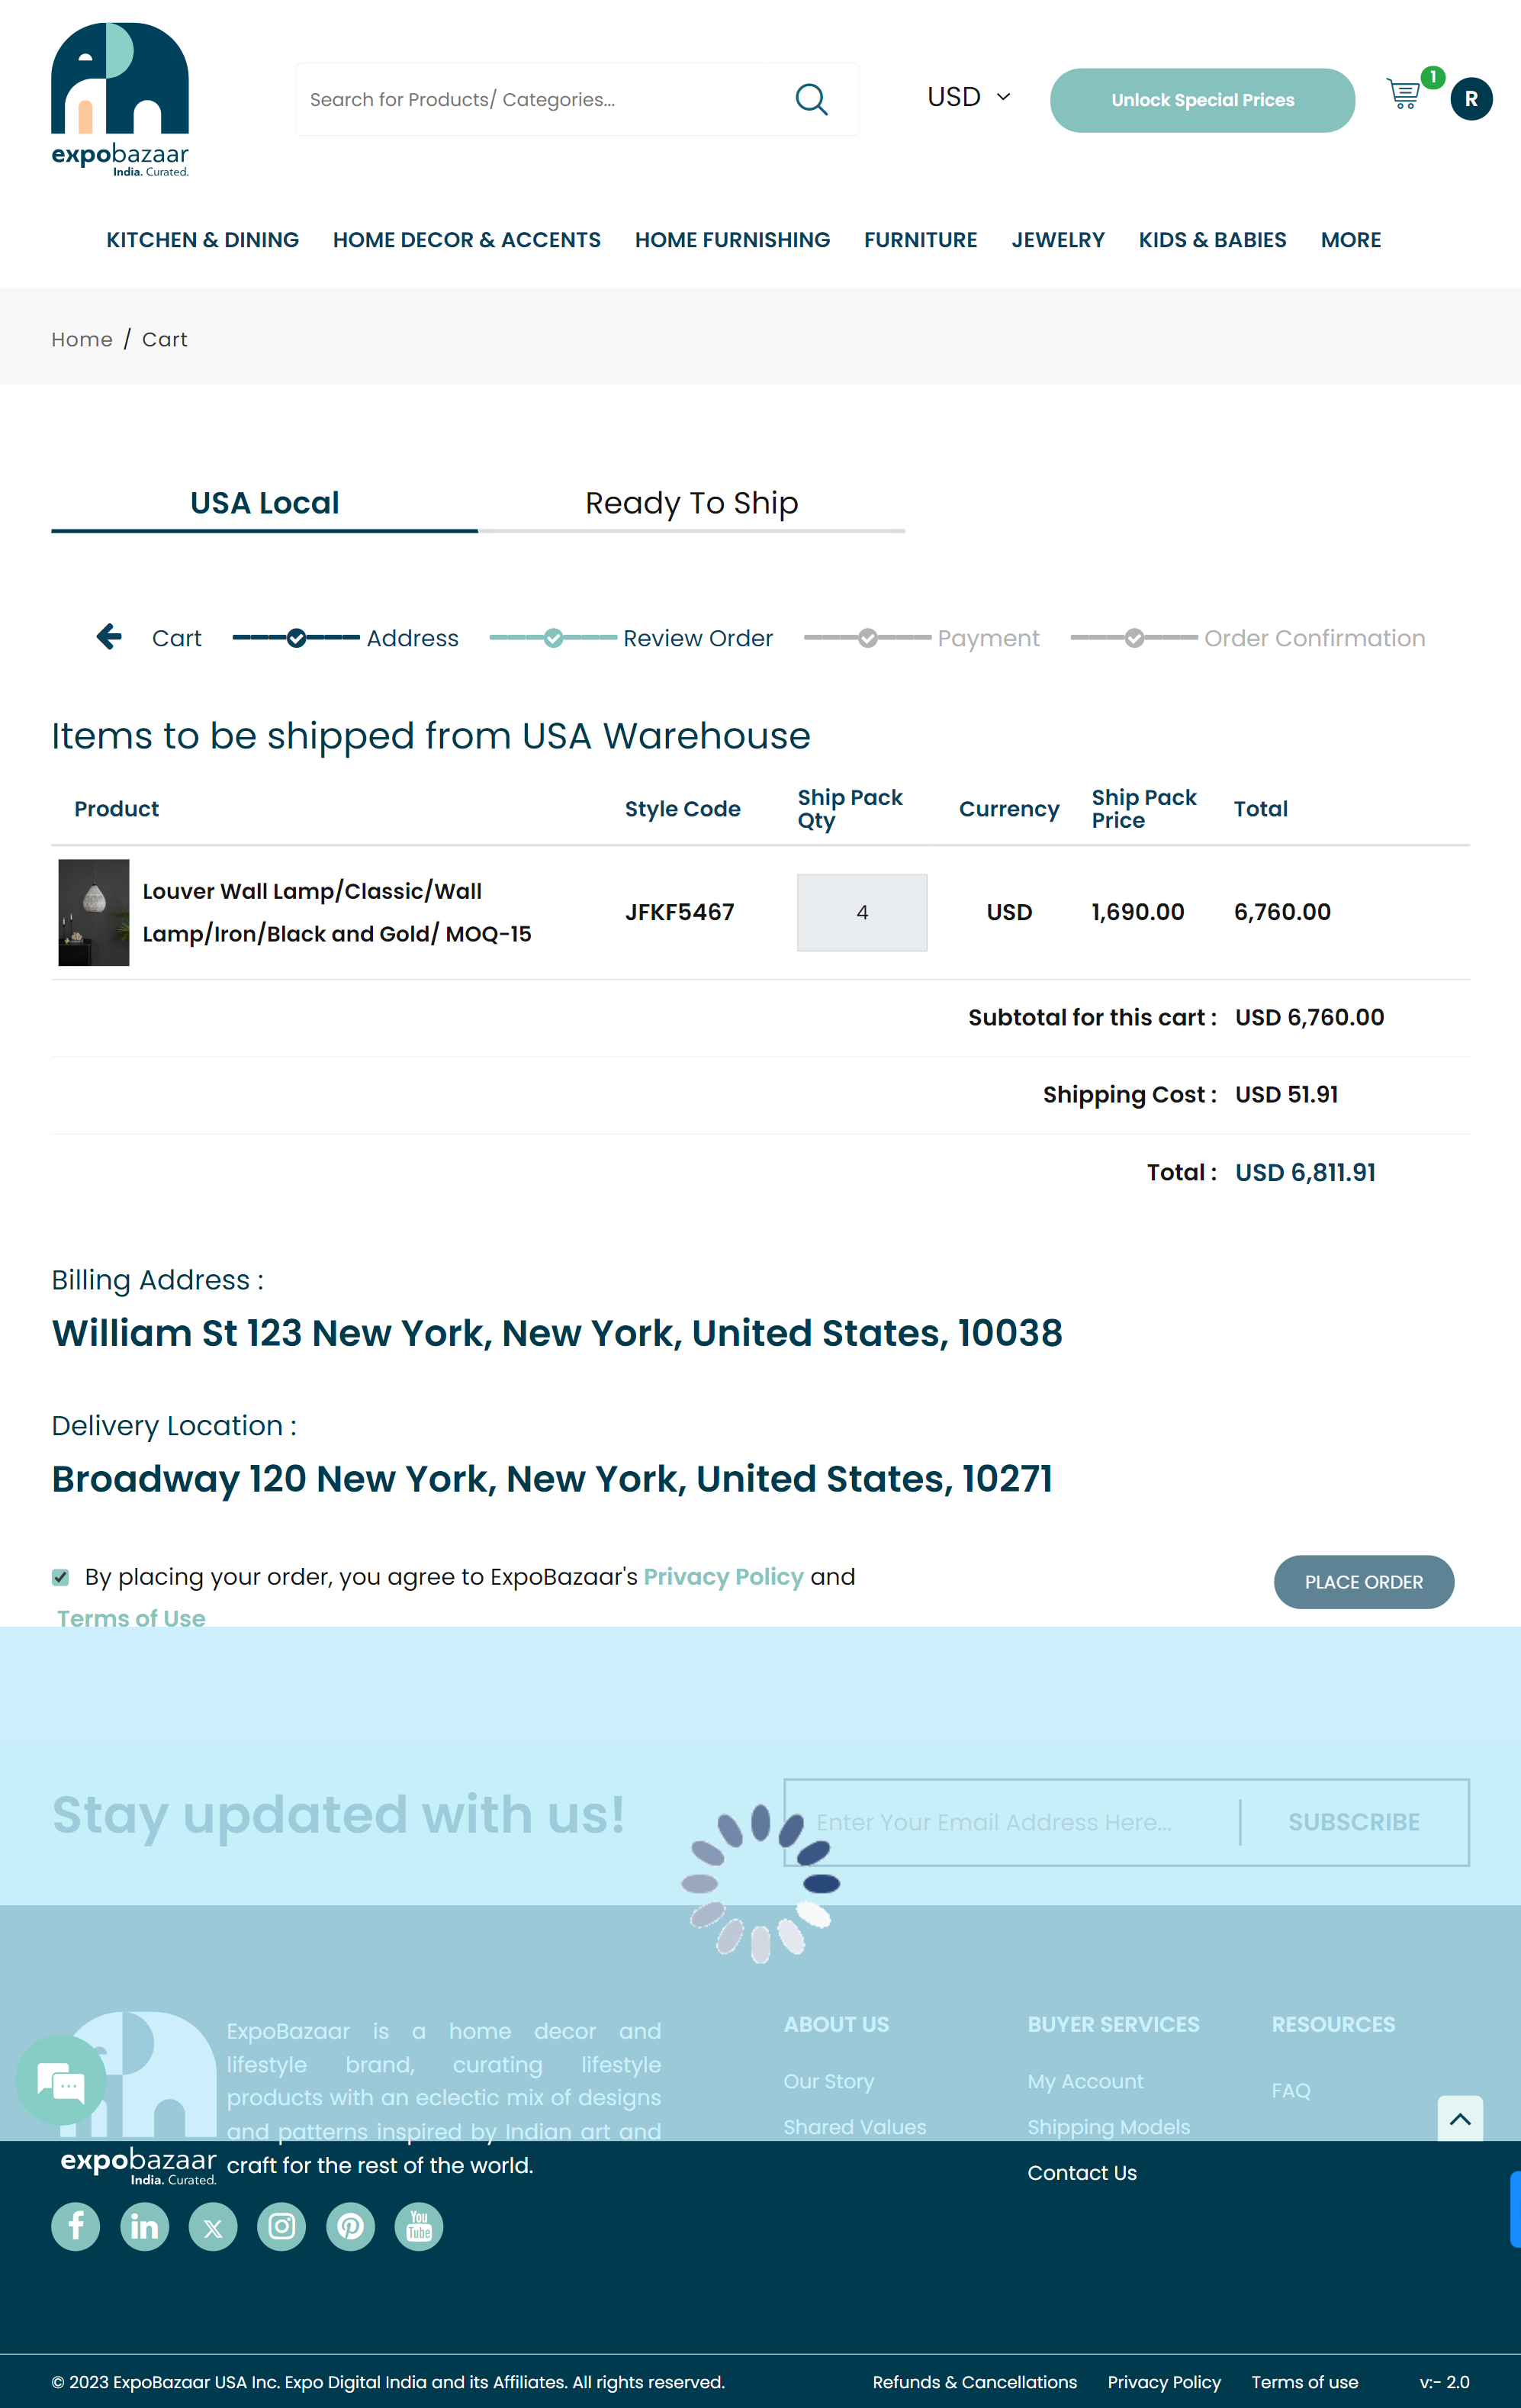 expobazaar
India. Curated.
Search for Products/ Categories...
USD
Unlock Special Prices
1
R
KITCHEN & DINING HOME DECOR & ACCENTS HOME FURNISHING FURNITURE JEWELRY KIDS & BABIES MORE
Home / Cart
USA Local Ready To Ship
Cart Address Review Order Payment Order Confirmation
Items to be shipped from USA Warehouse
Product Style Code Ship Pack Qty Currency Ship Pack Price Total
Louver Wall Lamp/Classic/Wall
Lamp/Iron/Black and Gold/ MOQ-15
JFKF5467 4 USD 1,690.00 6,760.00
Subtotal for this cart : USD 6,760.00
Shipping Cost : USD 51.91
Total : USD 6,811.91
Billing Address :
William St 123 New York, New York, United States, 10038
Delivery Location :
Broadway 120 New York, New York, United States, 10271
By placing your order, you agree to ExpoBazaar's Privacy Policy and
Terms of Use
PLACE ORDER
Stay updated with us!
Enter Your Email Address Here... SUBSCRIBE
expobazaar
India. Curated.
ExpoBazaar is a home decor and
lifestyle brand, curating lifestyle
products with an eclectic mix of designs
and patterns inspired by Indian art and
craft for the rest of the world.
ABOUT US
Our Story
Shared Values
BUYER SERVICES
My Account
Shipping Models
Contact Us
RESOURCES
FAQ
You
Tube
© 2023 ExpoBazaar USA Inc. Expo Digital India and its Affiliates. All rights reserved.
Refunds & Cancellations Privacy Policy Terms of use v:- 2.0